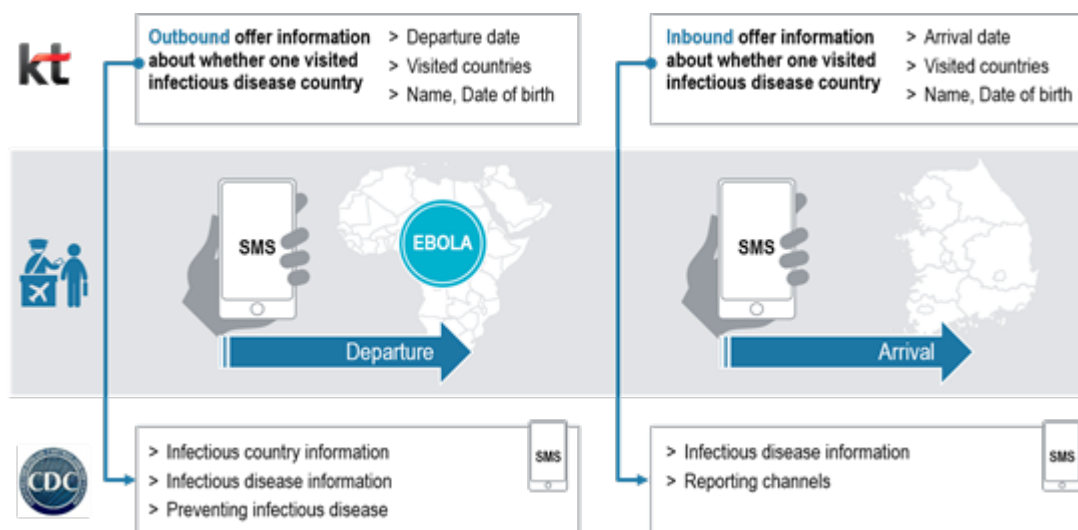 kt
Outbound offer information
about whether one visited
infectious disease country
> Departure date
> Visited countries
> Name, Date of birth
Inbound offer information
about whether one visited
infectious disease country
> Arrival date
> Visited countries
> Name, Date of birth
SMS
EBOLA
Departure
SMS
Arrival
CDC
> Infectious country information
> Infectious disease information
> Preventing infectious disease
SMS
> Infectious disease information
> Reporting channels
SMS